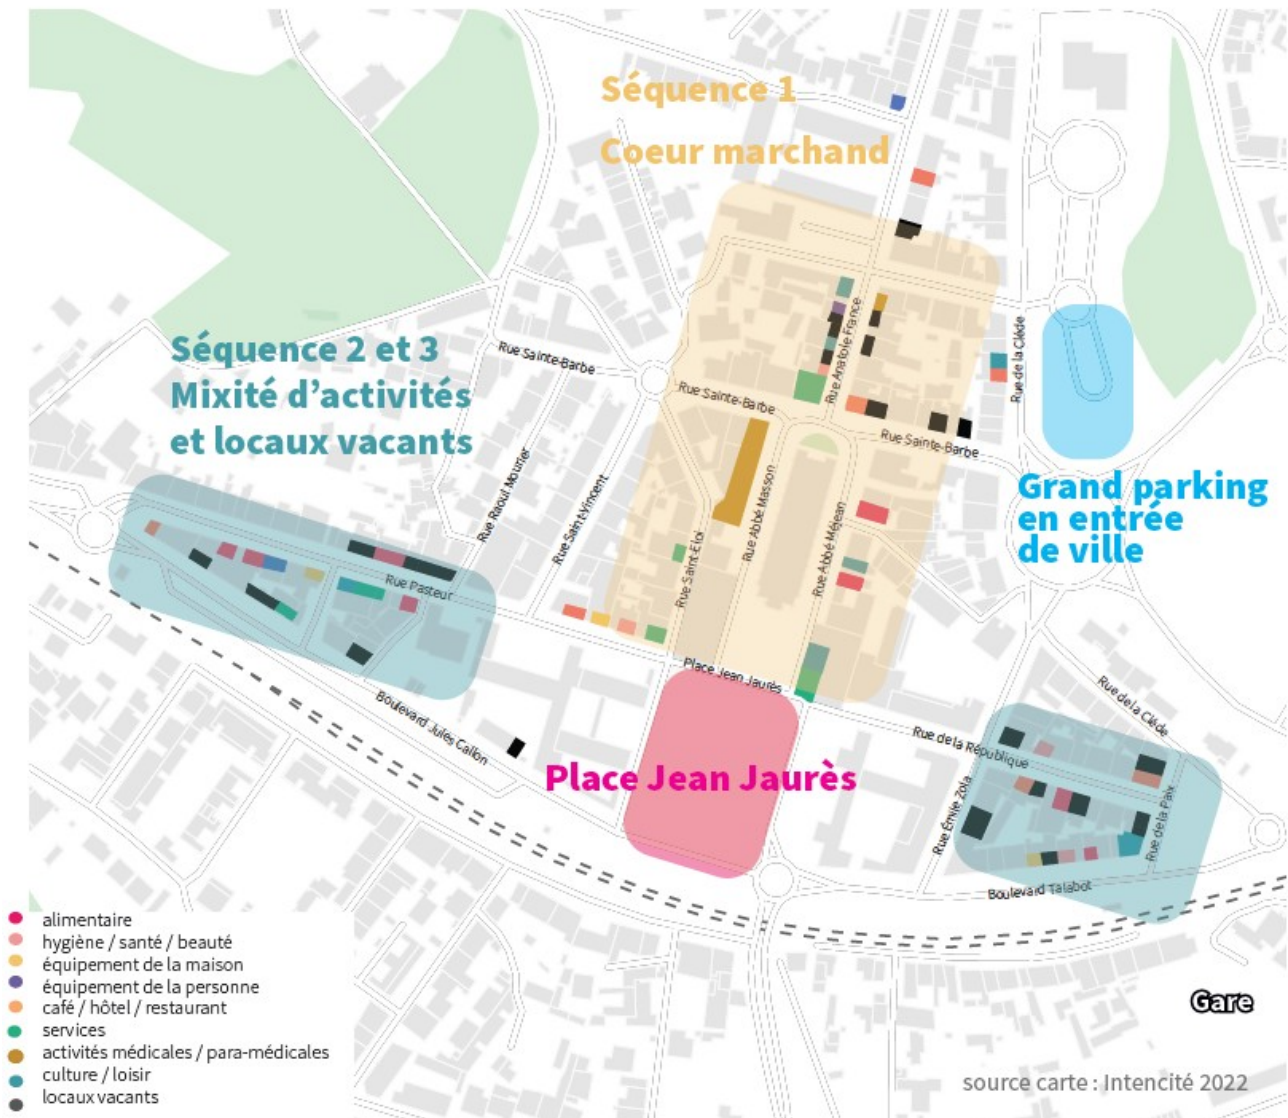 Séquence 1
Coeur marchand
Séquence 2 et 3
Mixité d'activités
et locaux vacants
Rue Sainte-Barbe
Rue Sainte-Barbe
Rue Anatole France
Rue de la Clède
Rue Sainte-Barbe
Grand parking
en entrée
de ville
Rue Raoul Mourier
Rue Saint-Vincent
Rue Saint-Eloi
Rue Abbé Masson
Rue Abbé Méjean
Rue Pasteur
Place Jean Jaurès
Boulevard Jules Callon
Rue de la République
Rue de la Clède
Place Jean Jaurès
Rue Émile Zola
Rue de la Paix
Boulevard Talabot
alimentaire
hygiène / santé / beauté
équipement de la maison
équipement de la personne
café / hôtel / restaurant
services
activités médicales / para-médicales
culture / loisir
locaux vacants
Gare
source carte : Intencité 2022